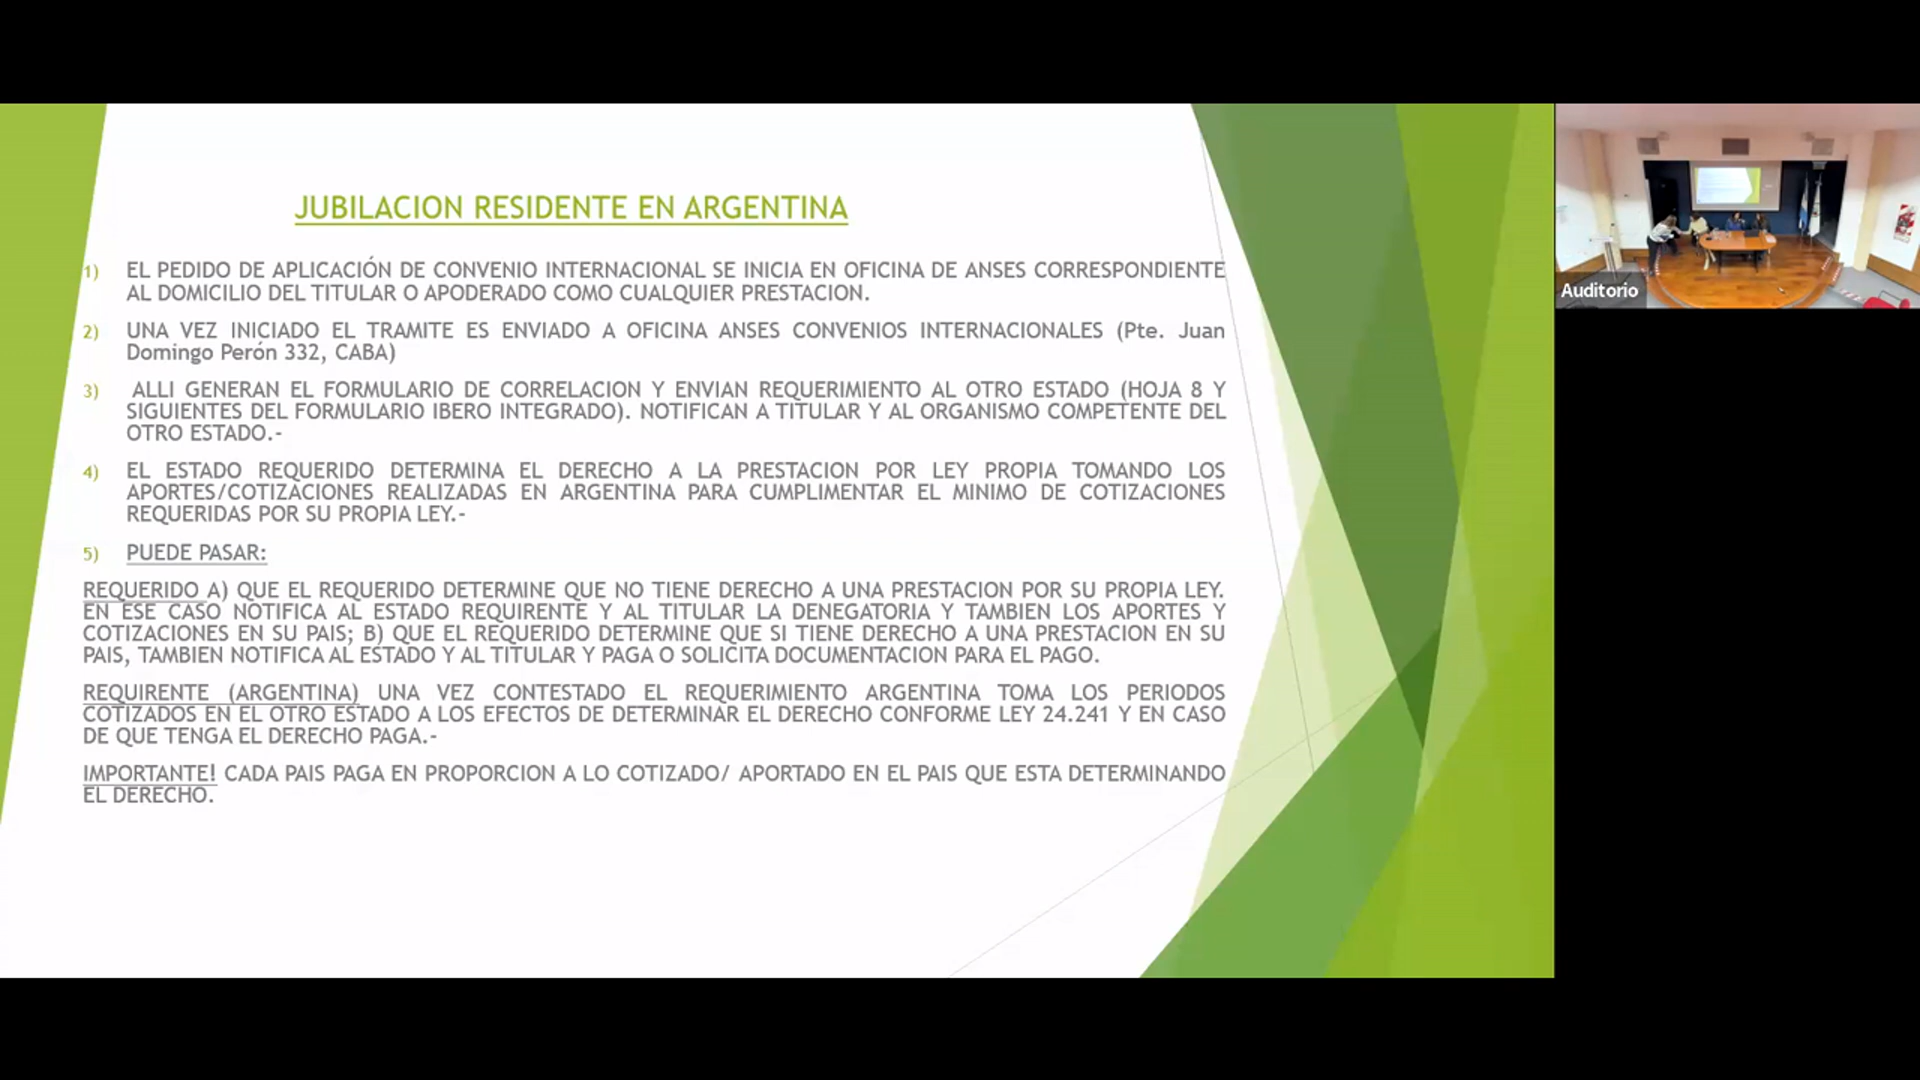 JUBILACION RESIDENTE EN ARGENTINA
1) EL PEDIDO DE APLICACIÓN DE CONVENIO INTERNACIONAL SE INICIA EN OFICINA DE ANSES CORRESPONDIENTE
AL DOMICILIO DEL TITULAR O APODERADO COMO CUALQUIER PRESTACION.
2) UNA VEZ INICIADO EL TRAMITE ES ENVIADO A OFICINA ANSES CONVENIOS INTERNACIONALES (Pte. Juan
Domingo Perón 332, CABA)
3) ALLI GENERAN EL FORMULARIO DE CORRELACION Y ENVIAN REQUERIMIENTO AL OTRO ESTADO (HOJA 8 Y
SIGUIENTES DEL FORMULARIO IBERO INTEGRADO). NOTIFICAN A TITULAR Y AL ORGANISMO COMPETENTE DEL
OTRO ESTADO.-
4) EL ESTADO REQUERIDO DETERMINA EL DERECHO A LA PRESTACION POR LEY PROPIA TOMANDO LOS
APORTES/COTIZACIONES REALIZADAS EN ARGENTINA PARA CUMPLIMENTAR EL MINIMO DE COTIZACIONES
REQUERIDAS POR SU PROPIA LEY.-
5) PUEDE PASAR:
REQUERIDO A) QUE EL REQUERIDO DETERMINE QUE NO TIENE DERECHO A UNA PRESTACION POR SU PROPIA LEY.
EN ESE CASO NOTIFICA AL ESTADO REQUIRENTE Y AL TITULAR LA DENEGATORIA Y TAMBIEN LOS APORTES Y
COTIZACIONES EN SU PAIS; B) QUE EL REQUERIDO DETERMINE QUE SI TIENE DERECHO A UNA PRESTACION EN SU
PAIS, TAMBIEN NOTIFICA AL ESTADO Y AL TITULAR Y PAGA O SOLICITA DOCUMENTACION PARA EL PAGO.
REQUIRENTE (ARGENTINA) UNA VEZ CONTESTADO EL REQUERIMIENTO ARGENTINA TOMA LOS PERIODOS
COTIZADOS EN EL OTRO ESTADO A LOS EFECTOS DE DETERMINAR EL DERECHO CONFORME LEY 24.241 Y EN CASO
DE QUE TENGA EL DERECHO PAGA.-
IMPORTANTE! CADA PAIS PAGA EN PROPORCION A LO COTIZADO/ APORTADO EN EL PAIS QUE ESTA DETERMINANDO
EL DERECHO.
Auditorio